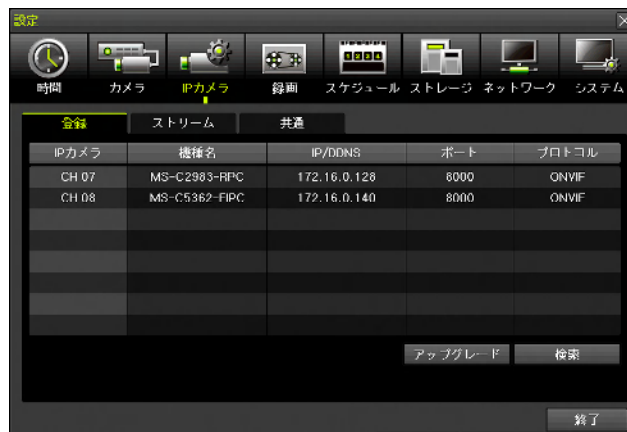 設定
時間 カメラ IPカメラ 録画 スケジュール ストレージ ネットワーク システム
登録 ストリーム 共通
IPカメラ 機種名 IP/DDNS ポート プロトコル
CH 07 MS-C2983-RPC 172.16.0.128 8000 ONVIF
CH 08 MS-C5362-FIPC 172.16.0.140 8000 ONVIF
アップグレード 検索
終了